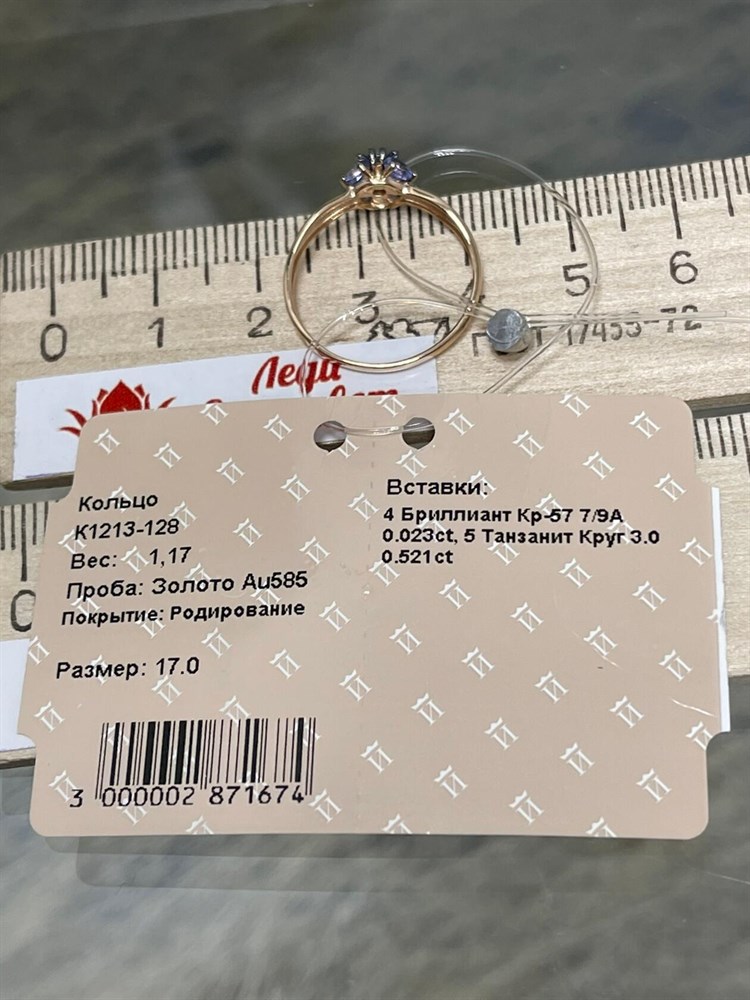 0 1 2 3 5 6
17435-72
Леди
Кольцо
К1213-128
Вес: 1,17
Проба: Золото Au585
Покрытие: Родирование
Размер: 17.0
Вставки:
4 Бриллиант Кр-57 7/9А
0.023ct, 5 Танзанит Круг 3.0
0.521ct
3 000002 871674
0